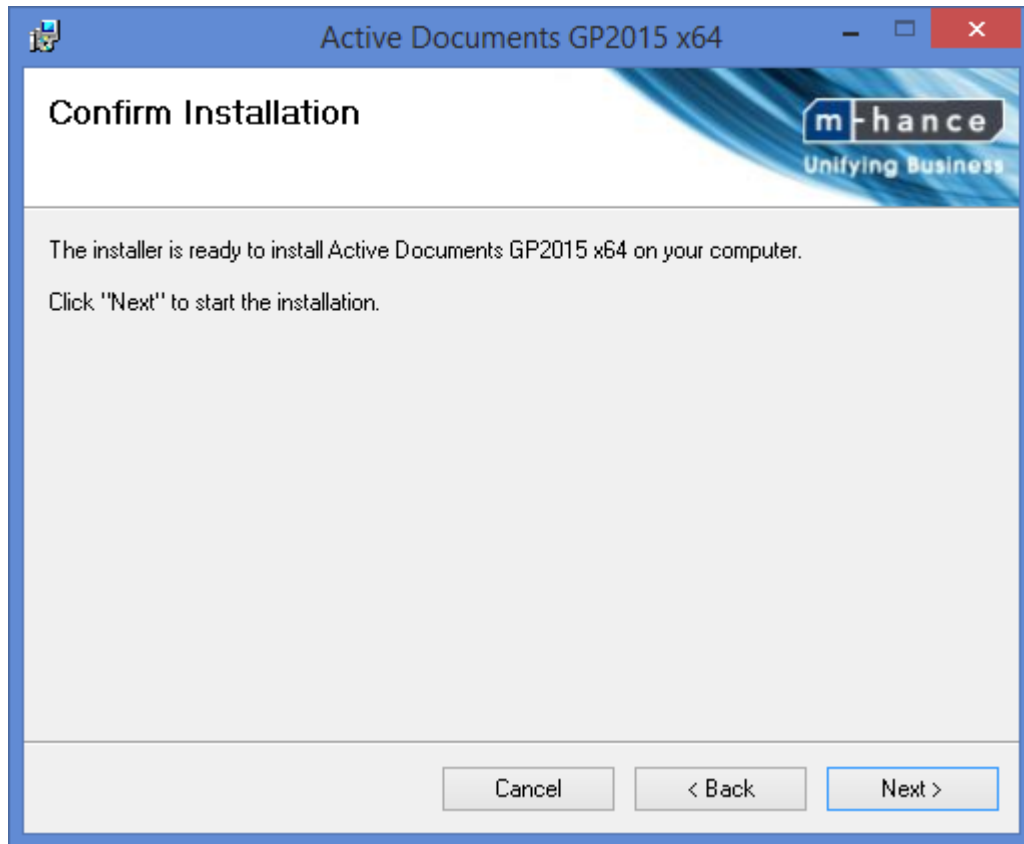 Active Documents GP2015 x64
Confirm Installation
m-hance
Unifying Business
The installer is ready to install Active Documents GP2015 x64 on your computer.
Click "Next" to start the installation.
Cancel
< Back
Next >